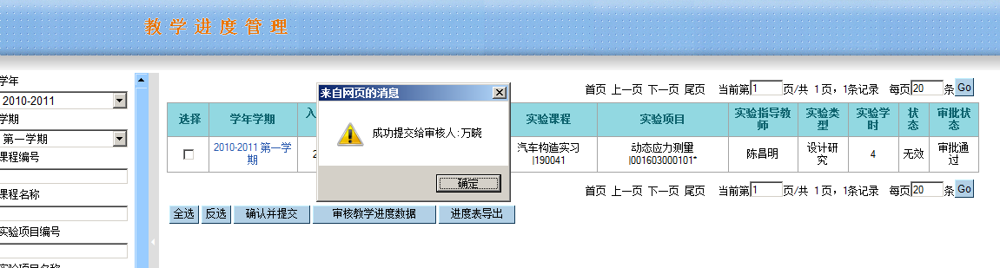 教学进度管理
学年
2010-2011
学期
第一学期
课程编号
课程名称
实验项目编号
实验项目名称
首页 上一页 下一页 尾页 当前第1页/共 1页，1条记录 每页20条Go
选择
学年学期
入
实验课程
实验项目
实验指导教师
实验类型
实验学时
状态
审批状态
2010-2011 第一学期
2
汽车构造实习
|190041
动态应力测量
|001603000101*
陈昌明
设计研究
4
无效
审批通过
来自网页的消息
成功提交给审核人:万晓
确定
首页 上一页 下一页 尾页 当前第1页/共 1页，1条记录 每页20条Go
全选 反选 确认并提交 审核教学进度数据 进度表导出